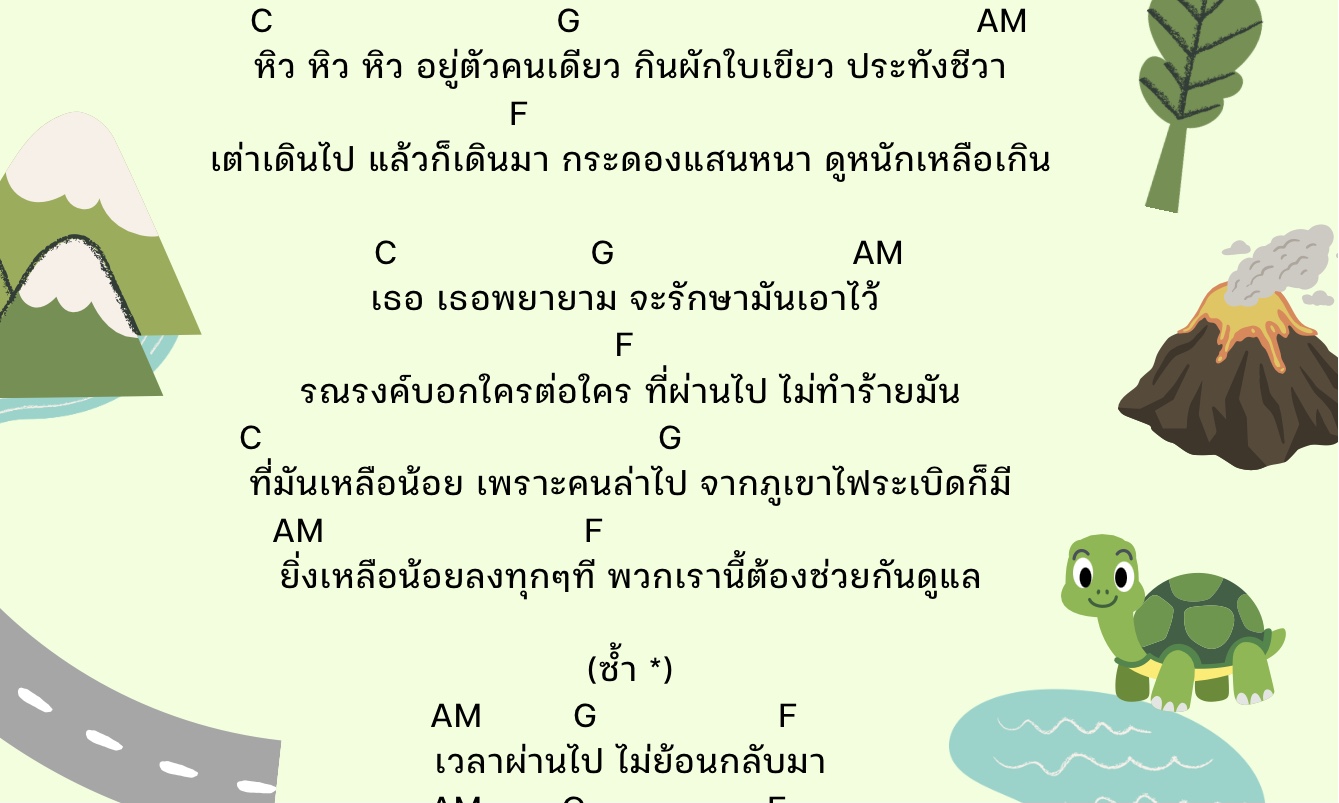 C G AM
หิว หิว หิว อยู่ตัวคนเดียว กินผักใบเขียว ประทังชีวา
F
เต่าเดินไป แล้วก็เดินมา กระดองแสนหนา ดูหนักเหลือเกิน
C G AM
เธอ เธอพยายาม จะรักษามันเอาไว้
F
รณรงค์บอกใครต่อใคร ที่ผ่านไป ไม่ทำร้ายมัน
C G
ที่มันเหลือน้อย เพราะคนล่าไป จากภูเขาไฟระเบิดก็มี
AM F
ยิ่งเหลือน้อยลงทุกๆที พวกเรานี้ต้องช่วยกันดูแล
(ซ้ำ *)
AM G F
เวลาผ่านไป ไม่ย้อนกลับมา
AM G F